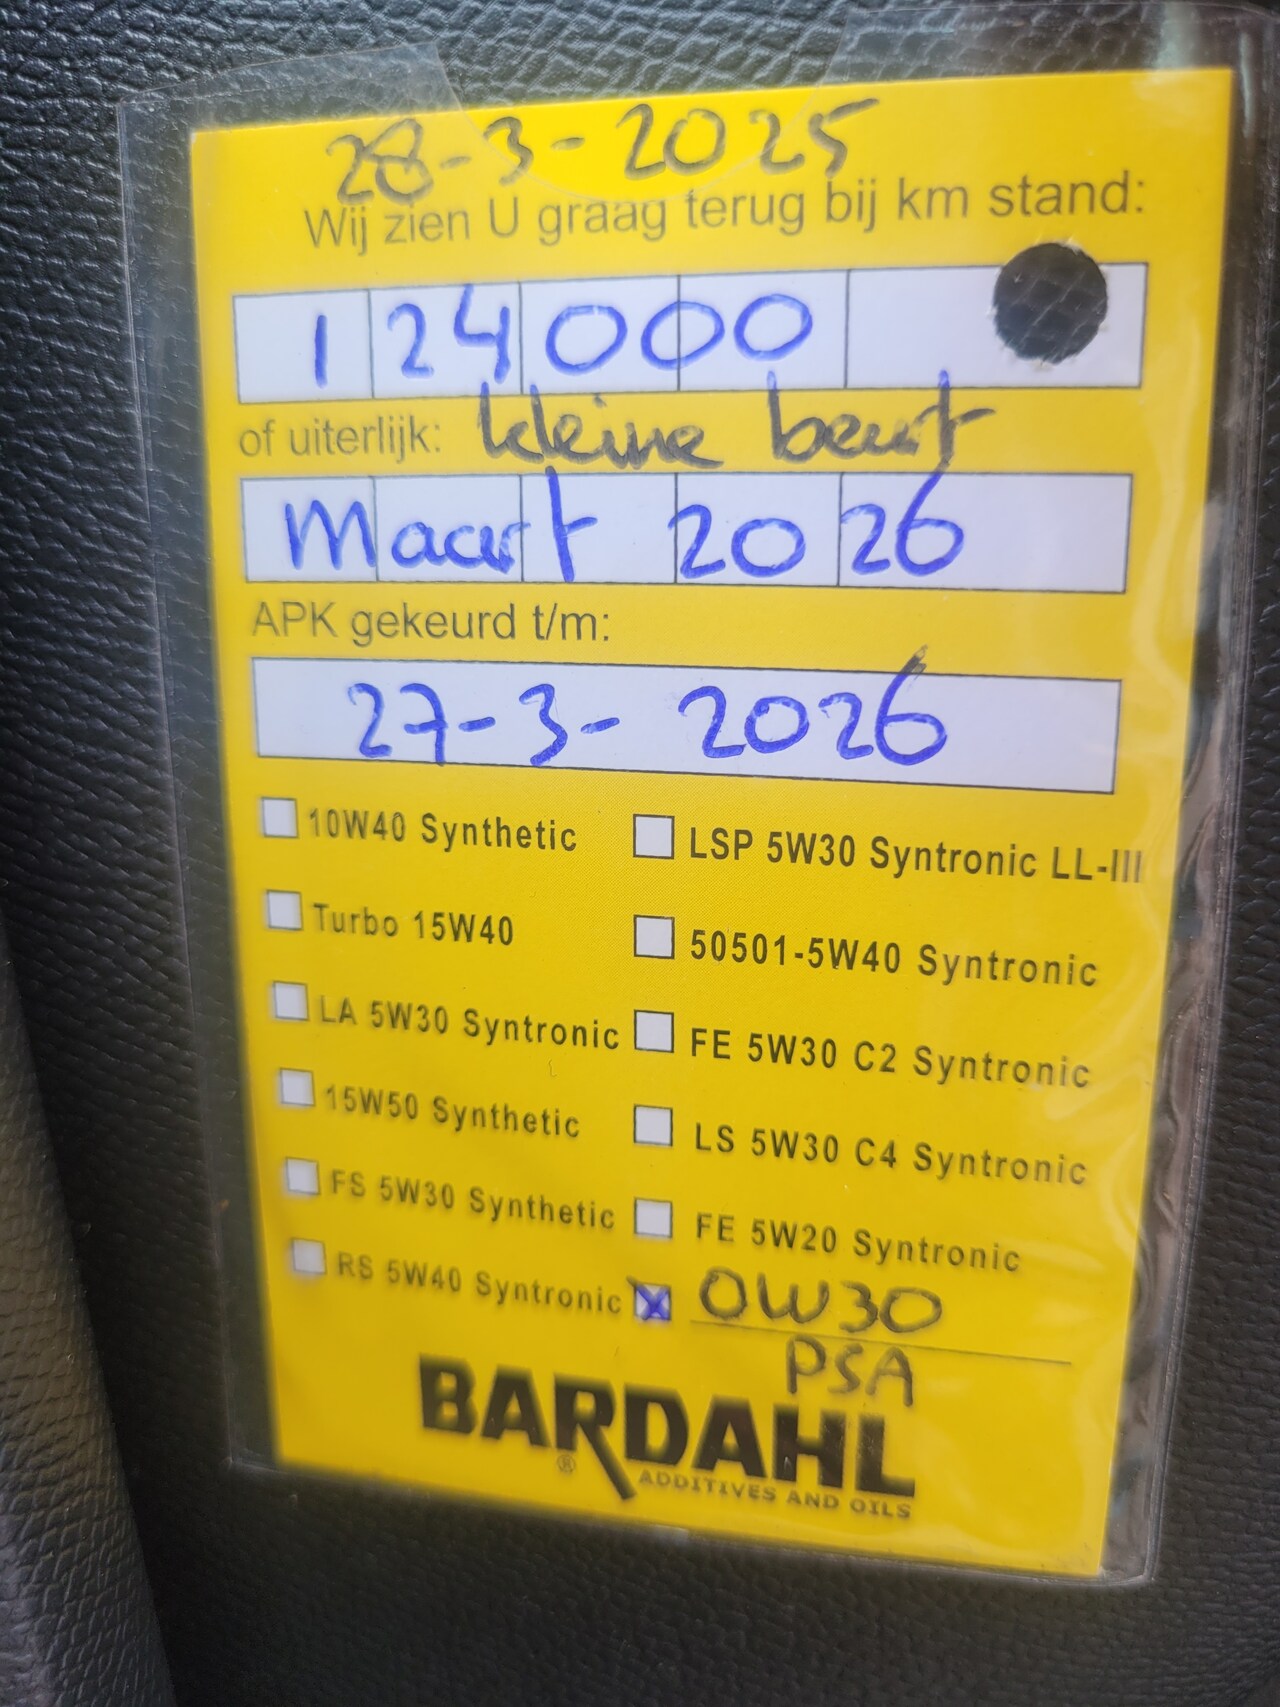 28-3-2025
Wij zien U graag terug bij km stand:
124000
of uiterlijk: kleine beurt
Maart 2026
APK gekeurd t/m:
27-3-2026
10W40 Synthetic
Turbo 15W40
LA 5W30 Syntronic
15W50 Synthetic
FS 5W30 Synthetic
RS 5W40 Syntronic
LSP 5W30 Syntronic LL-III
50501-5W40 Syntronic
FE 5W30 C2 Syntronic
LS 5W30 C4 Syntronic
FE 5W20 Syntronic
0W30
PSA
BARDAHL
®
ADDITIVES AND OILS